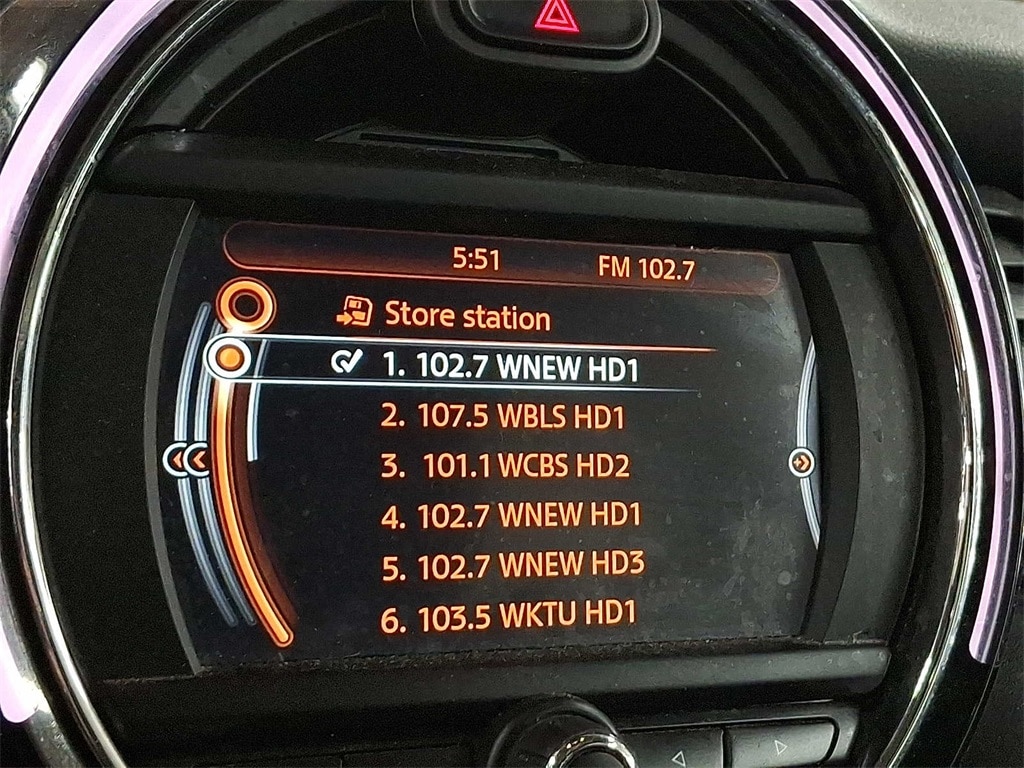 5:51 FM 102.7
Store station
1. 102.7 WNEW HD1
2. 107.5 WBLS HD1
3. 101.1 WCBS HD2
4. 102.7 WNEW HD1
5. 102.7 WNEW HD3
6. 103.5 WKTU HD1